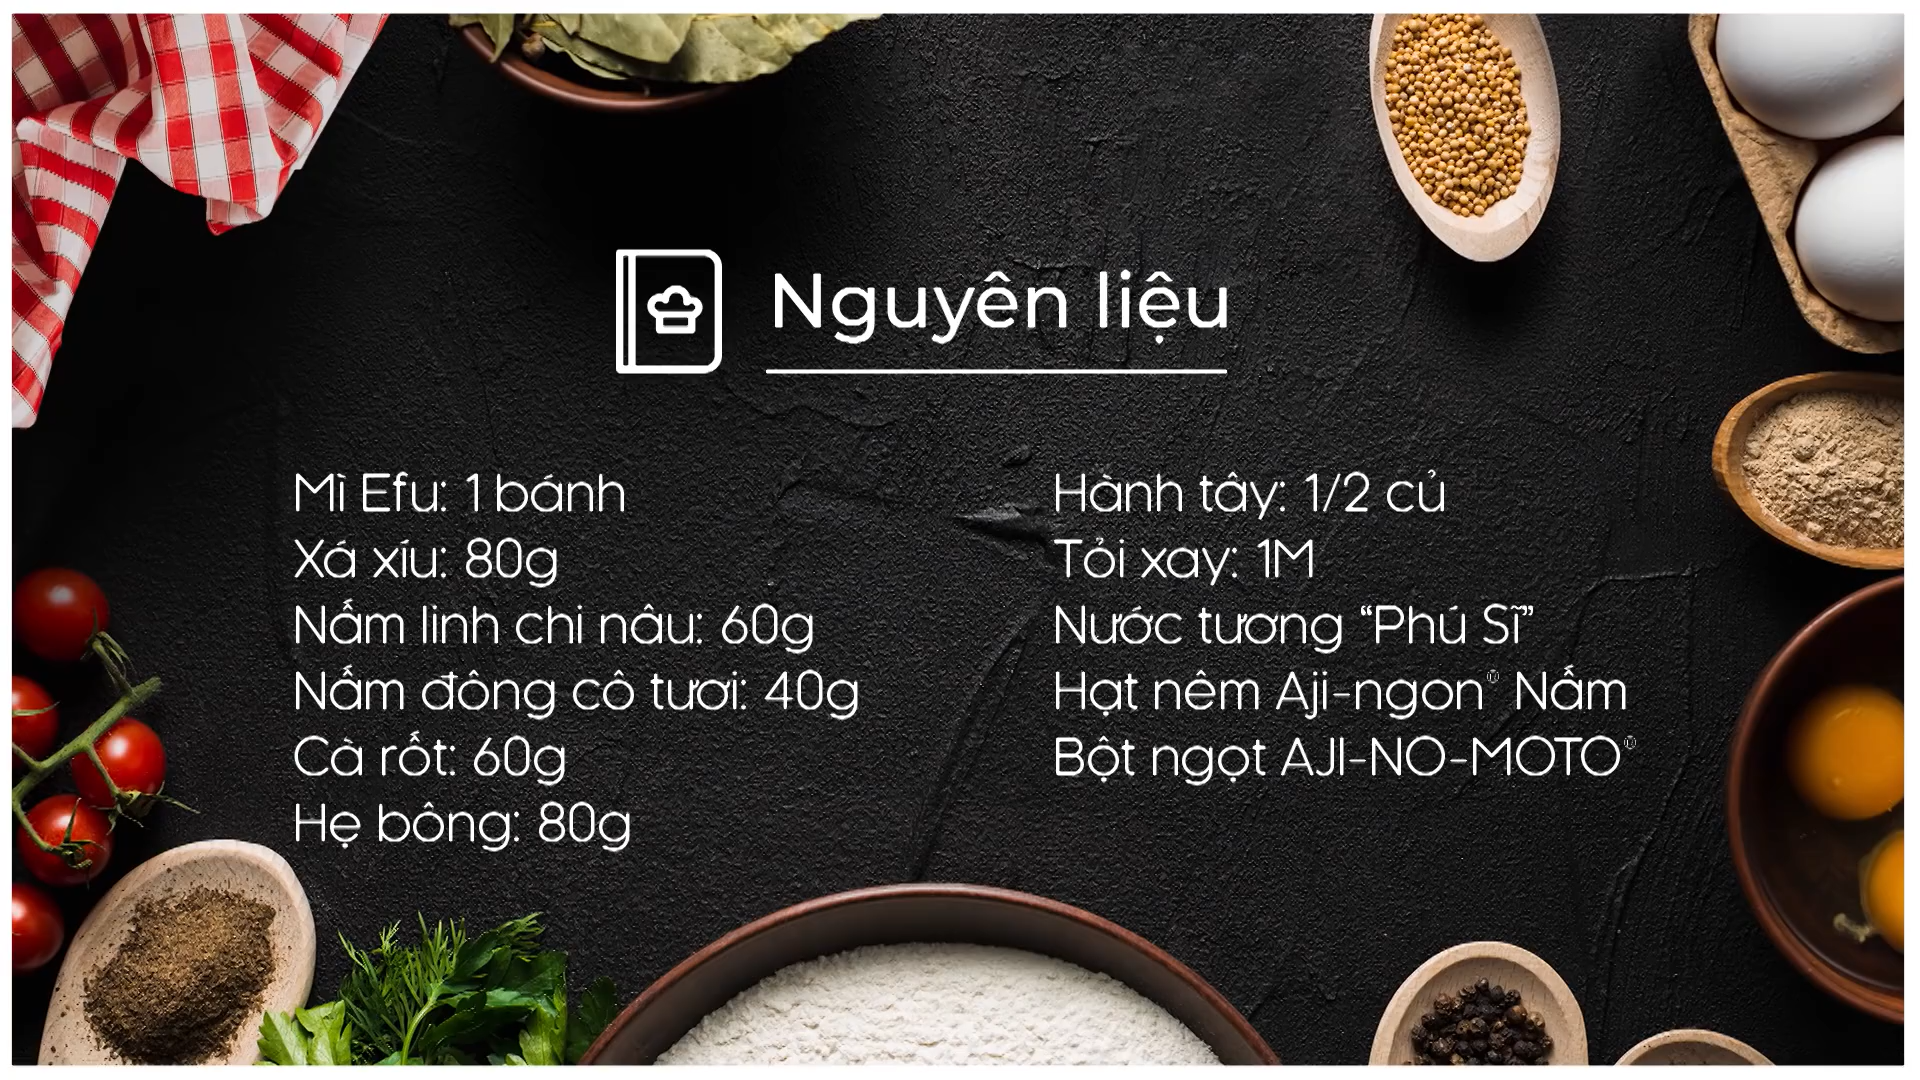 Nguyên liệu
Mì Efu: 1 bánh
Xá xíu: 80g
Nấm linh chi nâu: 60g
Nấm đông cô tươi: 40g
Cà rốt: 60g
Hẹ bông: 80g
Hành tây: 1/2 củ
Tỏi xay: 1M
Nước tương “Phú Sĩ”
Hạt nêm Aji-ngon® Nấm
Bột ngọt AJI-NO-MOTO®